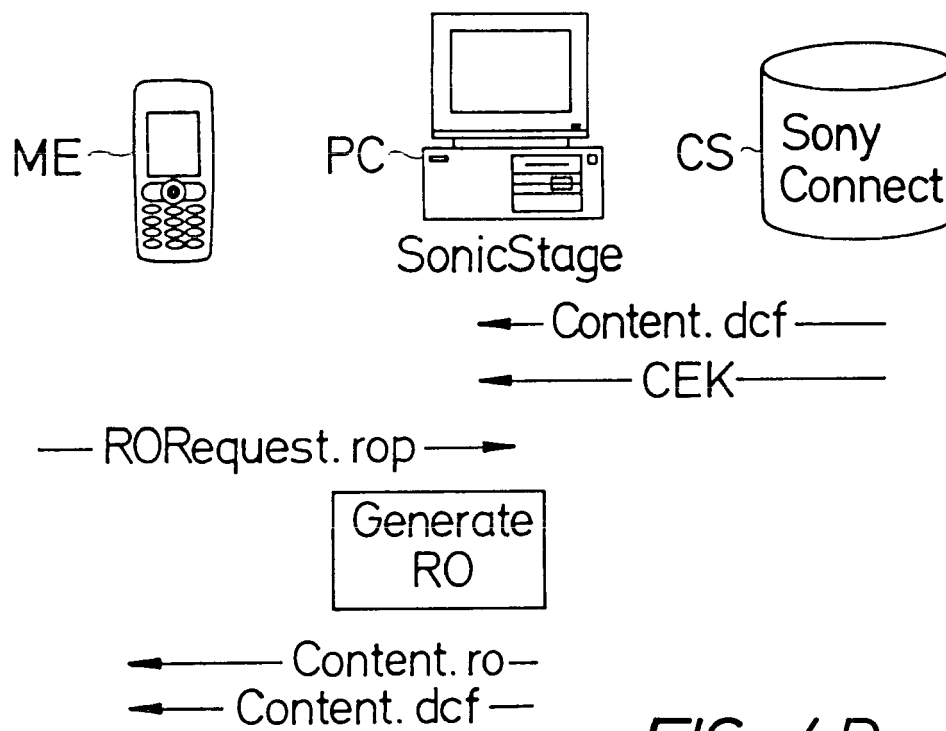 ME
PC
CS
Sony
Connect
SonicStage
Content.dcf
CEK
RORequest.rop
Generate
RO
Content.ro
Content.dcf